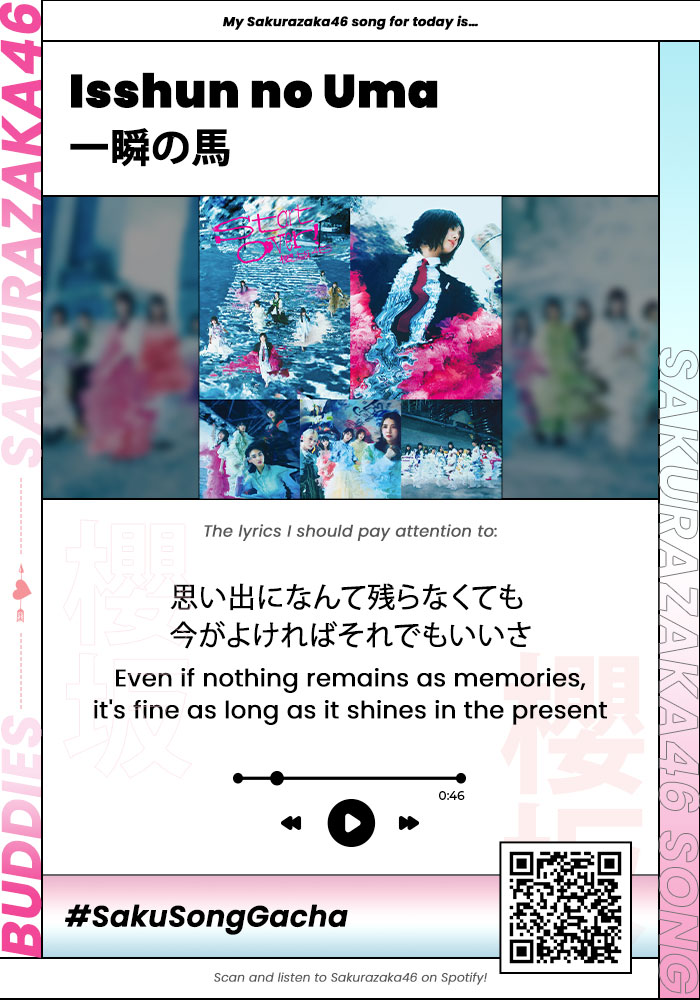 My Sakurazaka46 song for today is...
Isshun no Uma
一瞬の馬
SAKURAZAKA46
BUDDIES
Start
over!
The lyrics I should pay attention to:
櫻坂
思い出になんて残らなくても
今がよければそれでもいいさ
Even if nothing remains as memories,
it's fine as long as it shines in the present
櫻坂
0:46
#SakuSongGacha
Scan and listen to Sakurazaka46 on Spotify!
SAKURAZAKA46 SONG